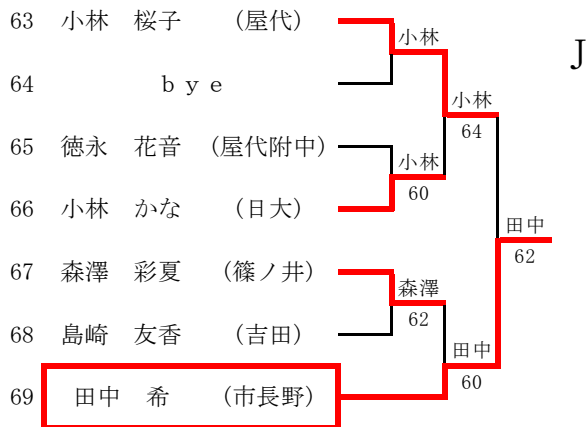 63 小林 桜子 (屋代)
小林
J
64 bye
小林
64
65 徳永 花音 (屋代附中)
小林
60
66 小林 かな (日大)
田中
62
67 森澤 彩夏 (篠ノ井)
森澤
62
68 島崎 友香 (吉田)
田中
60
69 田中 希 (市長野)